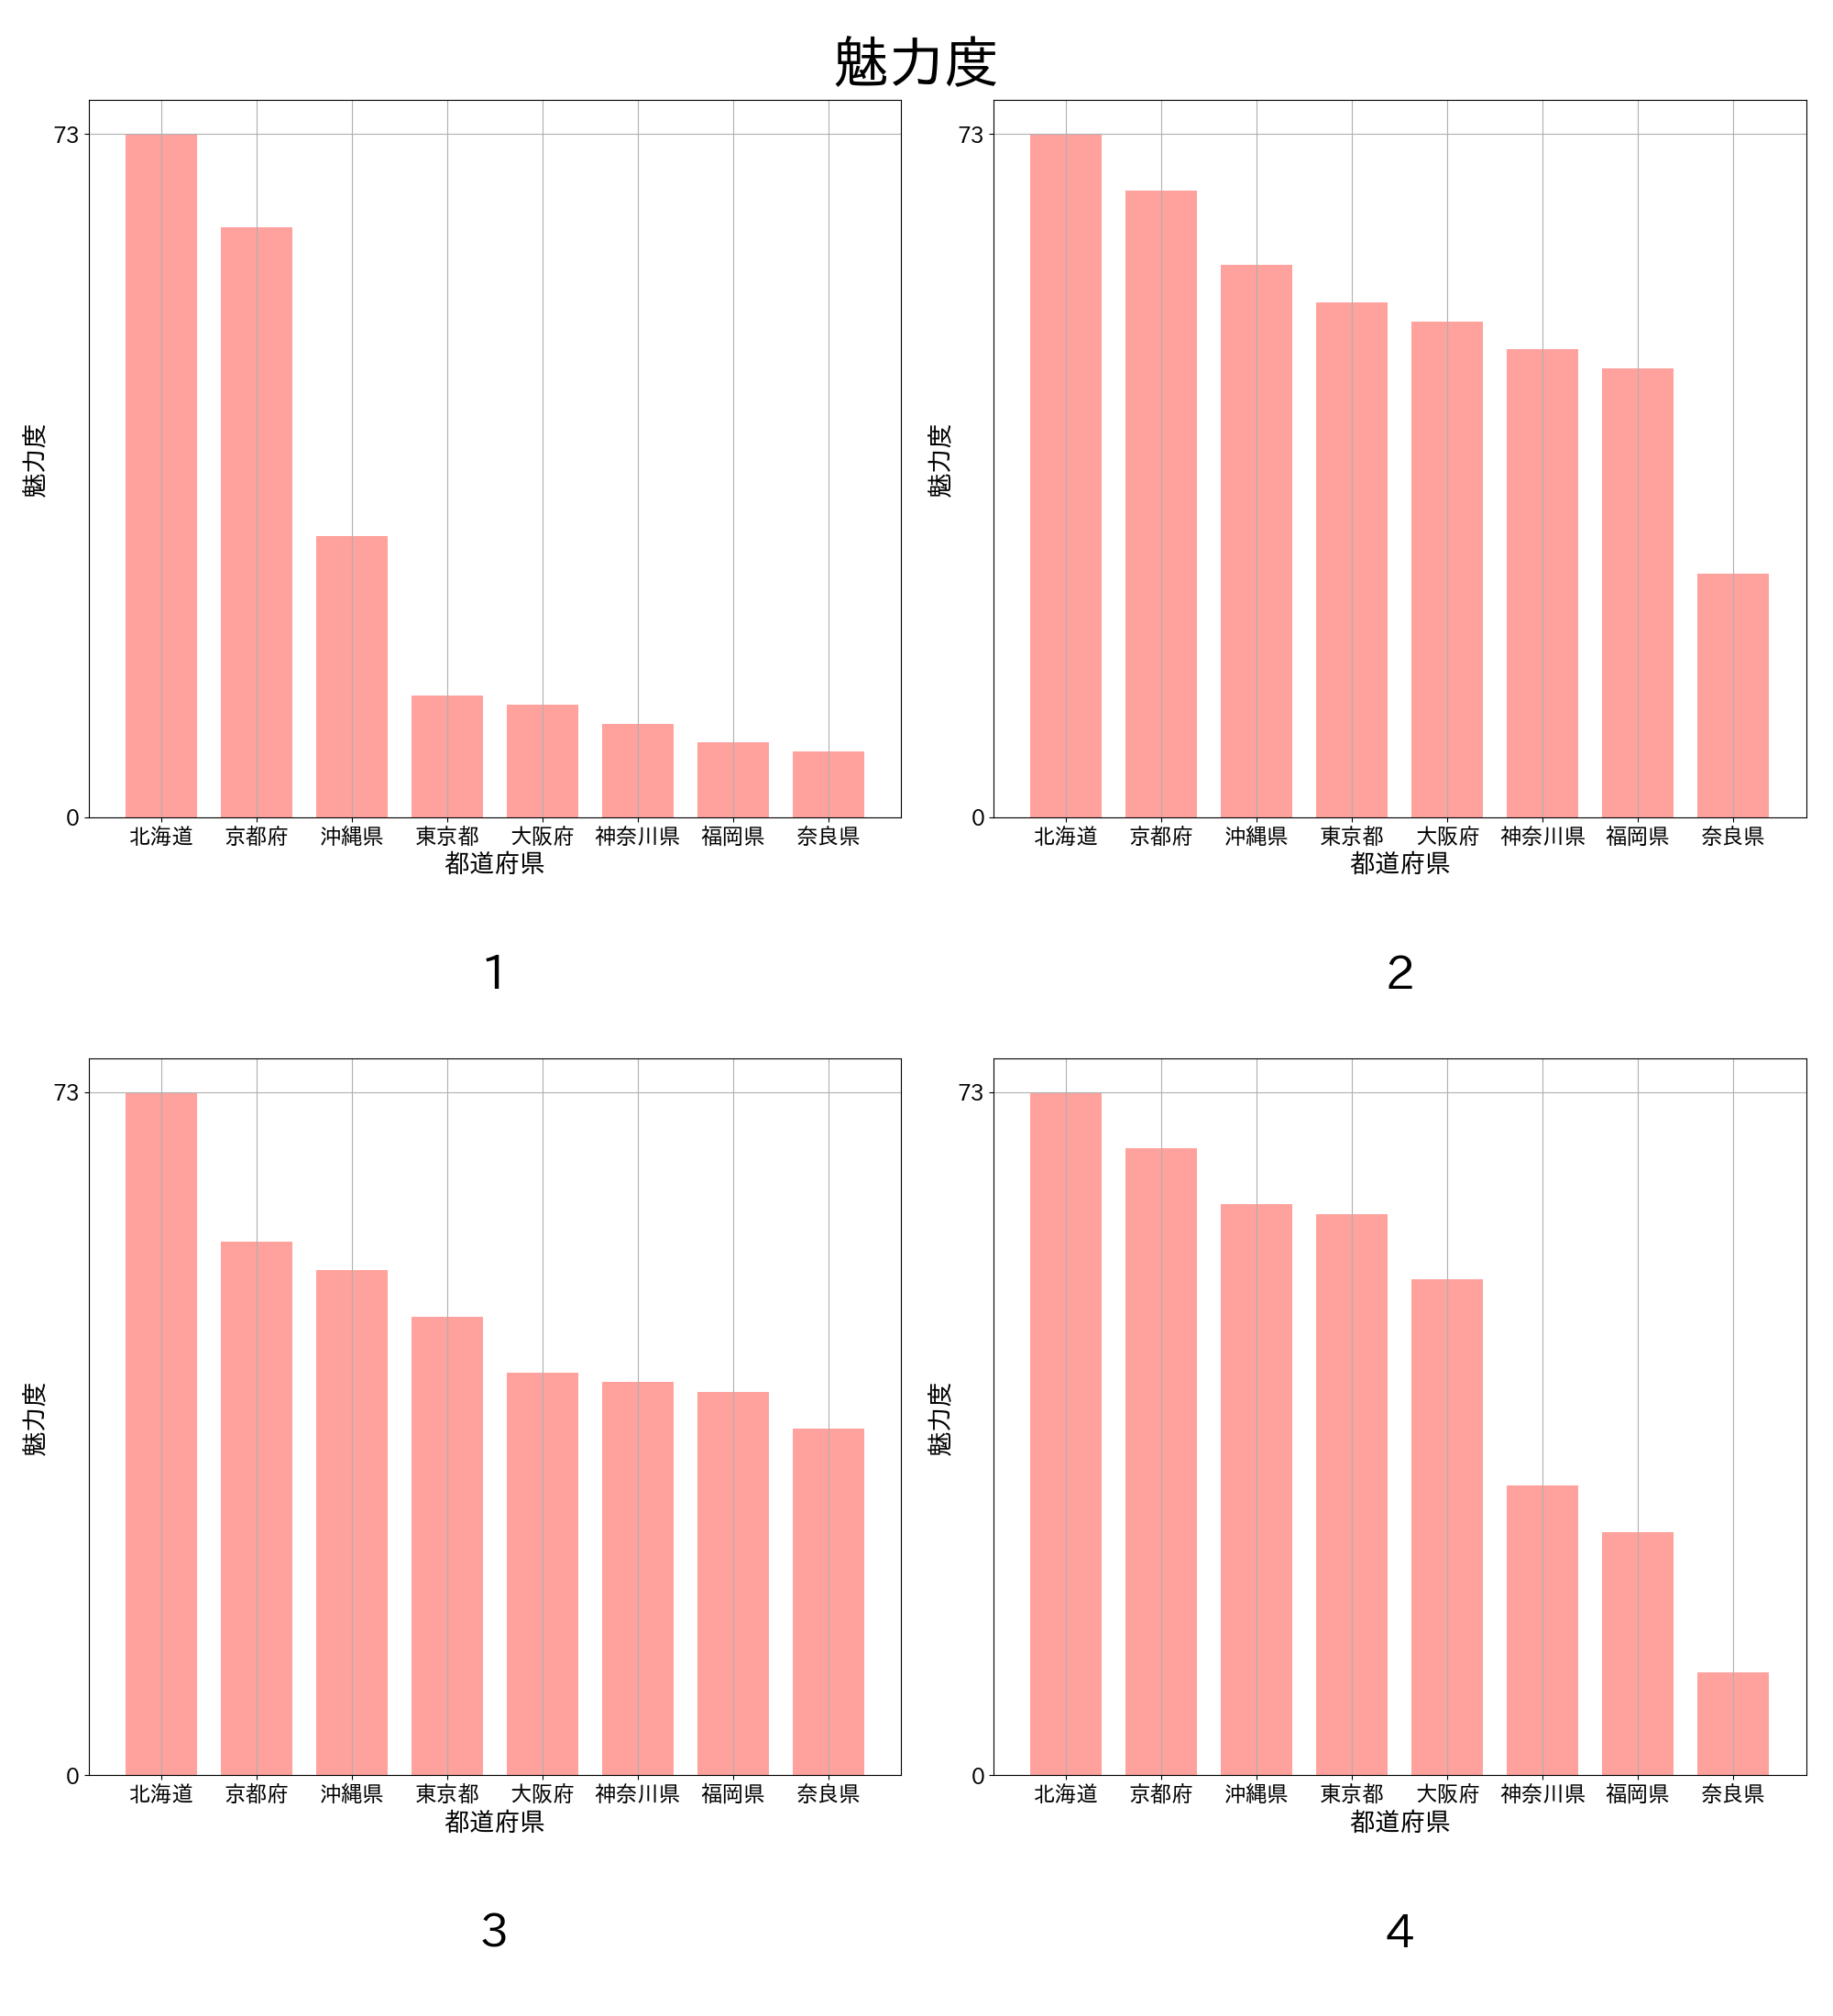 魅力度
73
魅力度
0
北海道 京都府 沖縄県 東京都 大阪府 神奈川県 福岡県 奈良県
都道府県
1
73
魅力度
0
北海道 京都府 沖縄県 東京都 大阪府 神奈川県 福岡県 奈良県
都道府県
2
73
魅力度
0
北海道 京都府 沖縄県 東京都 大阪府 神奈川県 福岡県 奈良県
都道府県
3
73
魅力度
0
北海道 京都府 沖縄県 東京都 大阪府 神奈川県 福岡県 奈良県
都道府県
4